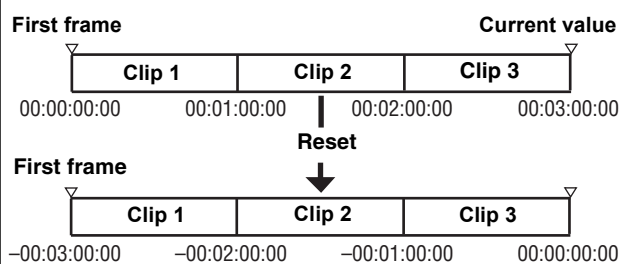 First frame Current value
Clip 1 Clip 2 Clip 3
00:00:00:00 00:01:00:00 00:02:00:00 00:03:00:00
Reset
First frame
Clip 1 Clip 2 Clip 3
–00:03:00:00 –00:02:00:00 –00:01:00:00 00:00:00:00